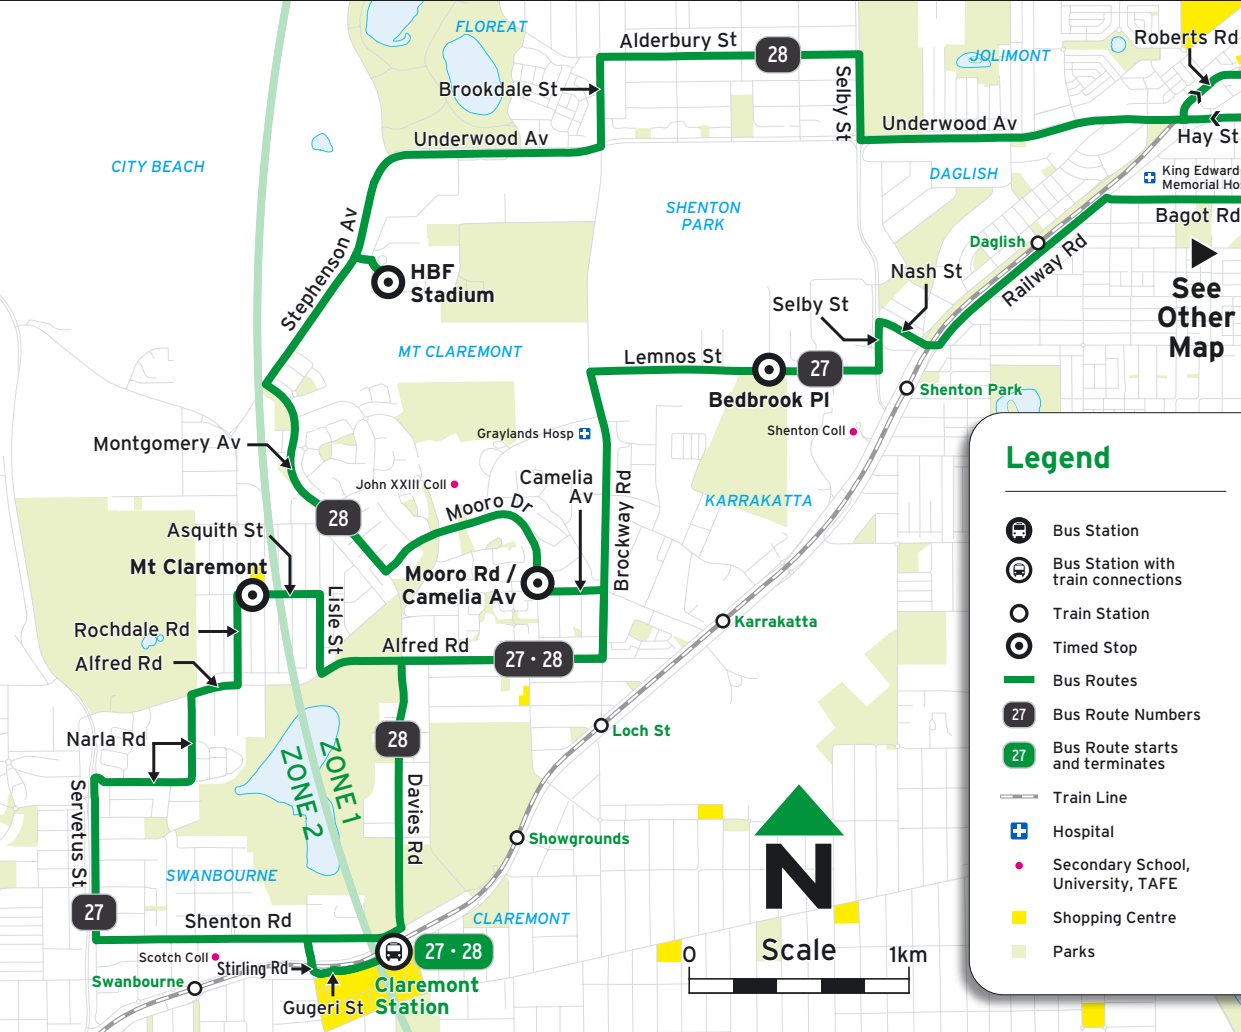 FLOREAT
Alderbury St
28
Roberts Rd
JOLIMONT
Brookdale St
Selby St
Underwood Av
Underwood Av
Hay St
CITY BEACH
DAGLISH
King Edward
Memorial Ho
SHENTON
PARK
Bagot Rd
Stephenson Av
Daglish
Railway Rd
HBF
Stadium
Nash St
See
Other
Map
Selby St
MT CLAREMONT
Lemnos St
27
Bedbrook Pl
Shenton Park
Montgomery Av
Graylands Hosp
Shenton Coll
Legend
John XXIII Coll
Camelia
Av
Mooro Dr
KARRAKATTA
28
Asquith St
Brockway Rd
Bus Station
Mt Claremont
Mooro Rd /
Camelia Av
Bus Station with
train connections
Lisle St
Train Station
Rochdale Rd
Karrakatta
Alfred Rd
27 · 28
Timed Stop
Alfred Rd
Bus Routes
27
Bus Route Numbers
Narla Rd
28
Loch St
27
Bus Route starts
and terminates
ZONE 2
ZONE 1
Servetus St
Davies Rd
Train Line
Showgrounds
Hospital
SWANBOURNE
Secondary School,
University, TAFE
N
27
Shenton Rd
CLAREMONT
Shopping Centre
Scotch Coll
27 · 28
Scale
0
1km
Parks
Stirling Rd
Swanbourne
Gugeri St
Claremont
Station